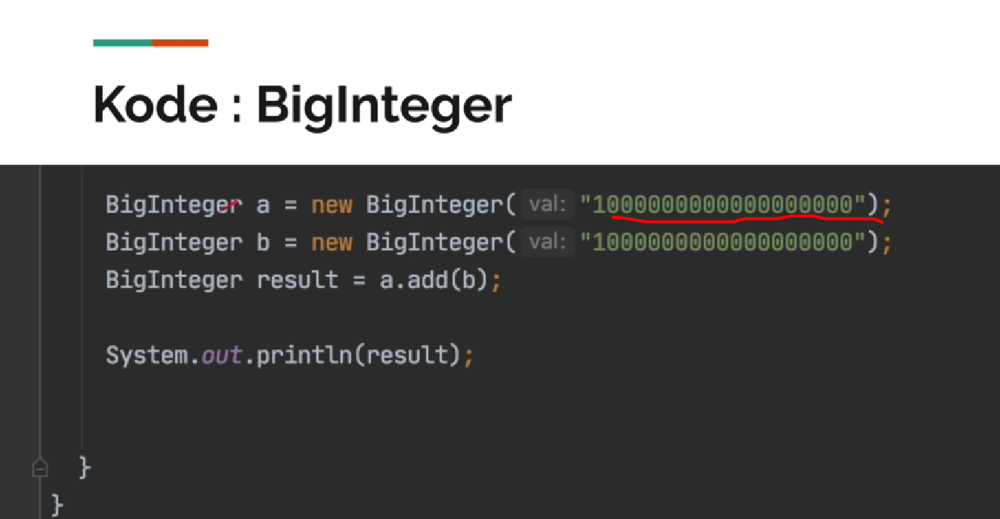 Kode : BigInteger
BigInteger a = new BigInteger( val: "1000000000000000000");
BigInteger b = new BigInteger( val: "1000000000000000000");
BigInteger result = a.add(b);
System.out.println(result);
}
}